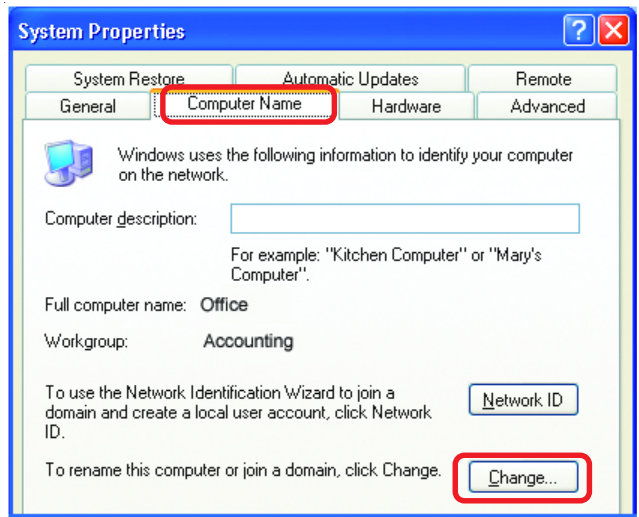 System Properties
?
System Restore Automatic Updates Remote
General Computer Name Hardware Advanced
Windows uses the following information to identify your computer
on the network.
Computer description:
For example: "Kitchen Computer" or "Mary's
Computer".
Full computer name: Office
Workgroup: Accounting
To use the Network Identification Wizard to join a
domain and create a local user account, click Network
ID.
Network ID
To rename this computer or join a domain, click Change.
Change...